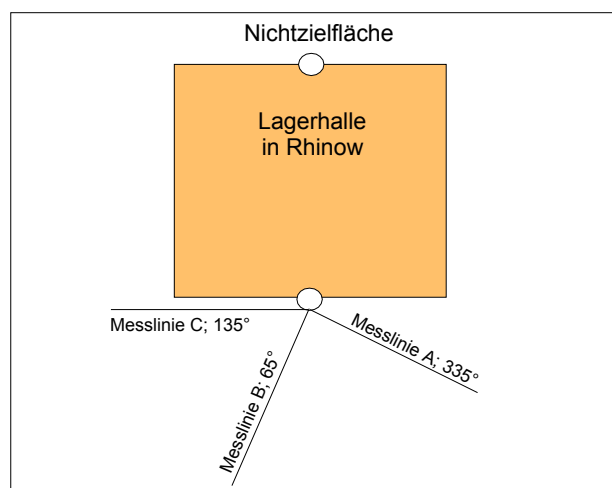 Nichtzielfläche
Lagerhalle
in Rhinow
Messlinie C; 135°
Messlinie B; 65°
Messlinie A; 335°